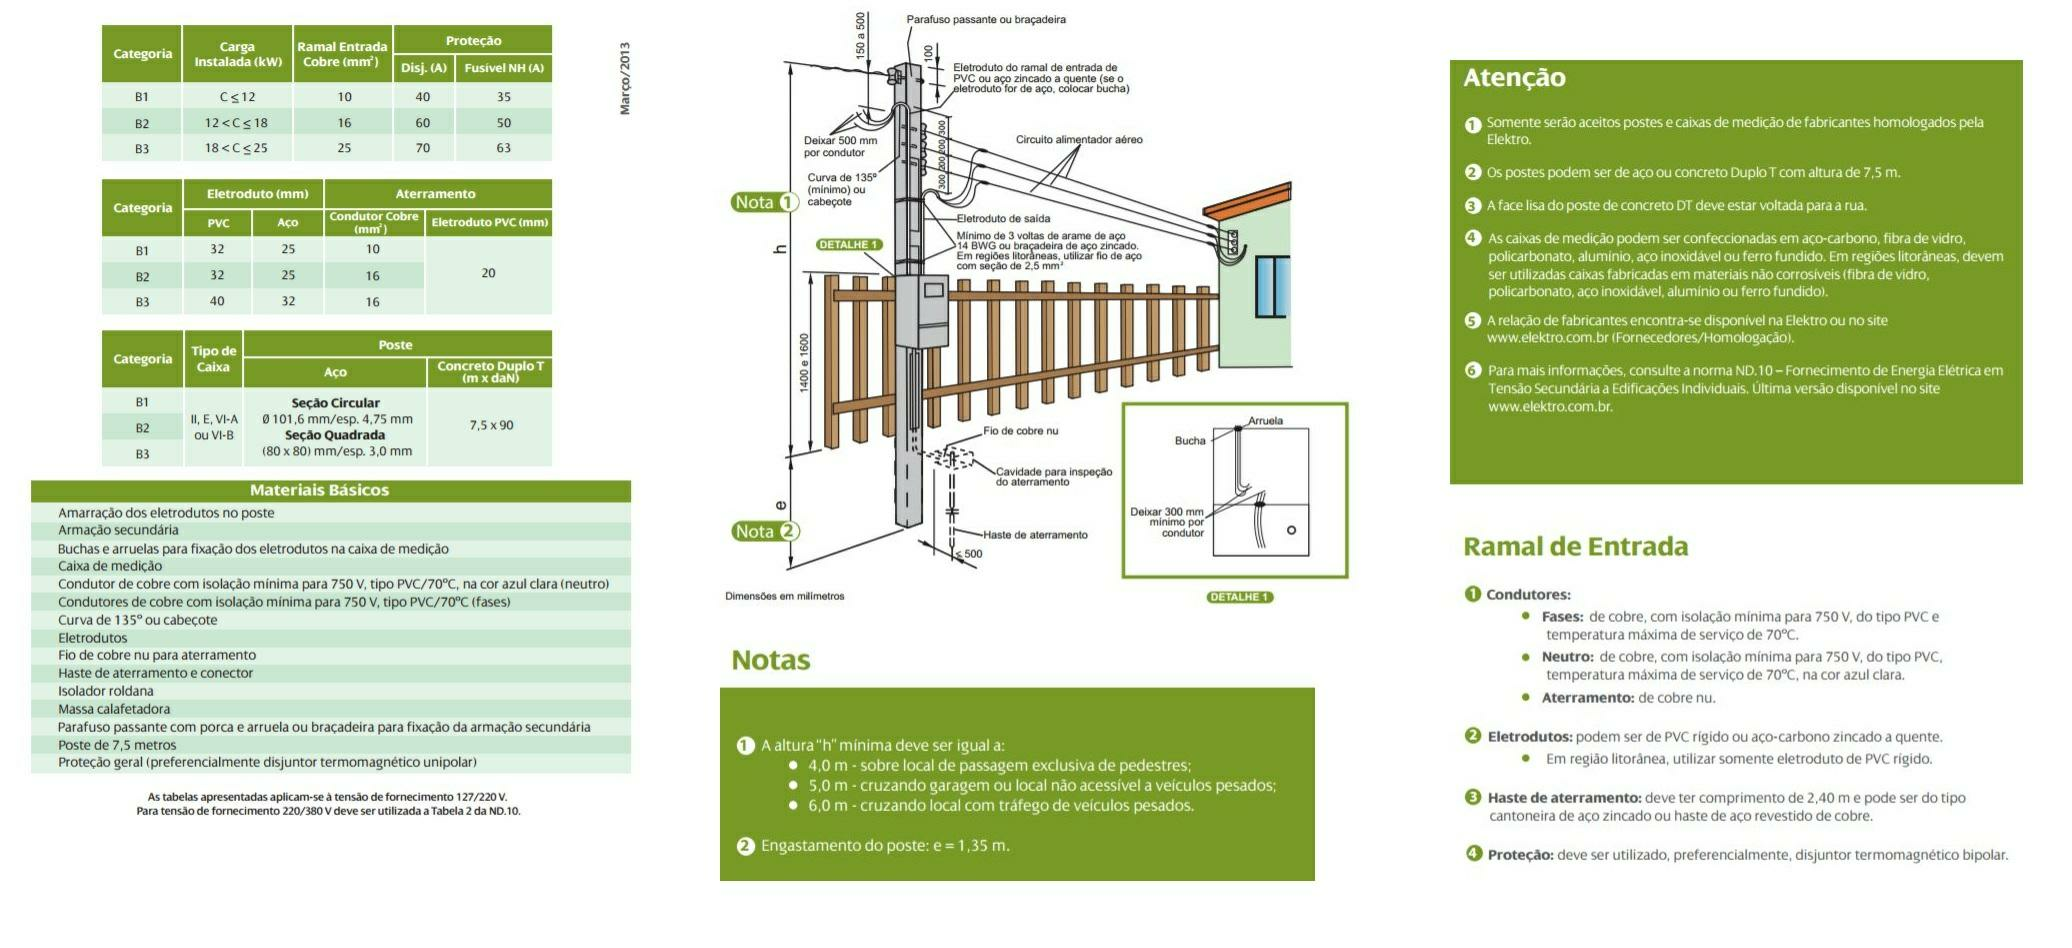 Categoria
Carga
Instalada (kW)
Ramal Entrada
Cobre (mm²)
Proteção
Disj. (A)
Fusível NH (A)
B1 C ≤ 12 10 40 35
B2 12 < C ≤ 18 16 60 50
B3 18 < C ≤ 25 25 70 63
Categoria
Eletroduto (mm)
Aterramento
PVC
Aço
Condutor Cobre
(mm²)
Eletroduto PVC (mm)
B1 32 25 10
B2 32 25 16
20
B3 40 32 16
Categoria
Tipo de
Caixa
Poste
Aço
Concreto Duplo T
(m x daN)
B1
B2
B3
II, E, VI-A
ou VI-B
Seção Circular
Ø 101,6 mm/esp. 4,75 mm
Seção Quadrada
(80 x 80) mm/esp. 3,0 mm
7,5 x 90
Materiais Básicos
Amarração dos eletrodutos no poste
Armação secundária
Buchas e arruelas para fixação dos eletrodutos na caixa de medição
Caixa de medição
Condutor de cobre com isolação mínima para 750 V, tipo PVC/70ºC, na cor azul clara (neutro)
Condutores de cobre com isolação mínima para 750 V, tipo PVC/70ºC (fases)
Curva de 135º ou cabeçote
Eletrodutos
Fio de cobre nu para aterramento
Haste de aterramento e conector
Isolador roldana
Massa calafetadora
Parafuso passante com porca e arruela ou braçadeira para fixação da armação secundária
Poste de 7,5 metros
Proteção geral (preferencialmente disjuntor termomagnético unipolar)
As tabelas apresentadas aplicam-se à tensão de fornecimento 127/220 V.
Para tensão de fornecimento 220/380 V deve ser utilizada a Tabela 2 da ND.10.
Março/2013
150 a 500
Parafuso passante ou braçadeira
100
Eletroduto do ramal de entrada de
PVC ou aço zincado a quente (se o
eletroduto for de aço, colocar bucha)
Deixar 500 mm
por condutor
300 200 200 300
Circuito alimentador aéreo
Curva de 135º
(mínimo) ou
cabeçote
Nota 1
h
Eletroduto de saída
DETALHE 1
Mínimo de 3 voltas de arame de aço
14 BWG ou braçadeira de aço zincado.
Em regiões litorâneas, utilizar fio de aço
com seção de 2,5 mm²
1400 e 1600
Fio de cobre nu
Cavidade para inspeção
do aterramento
e
Nota 2
Haste de aterramento
≤ 500
Arruela
Bucha
Deixar 300 mm
mínimo por
condutor
Dimensões em milímetros
DETALHE 1
Notas
1 A altura "h" mínima deve ser igual a:
● 4,0 m - sobre local de passagem exclusiva de pedestres;
● 5,0 m - cruzando garagem ou local não acessível a veículos pesados;
● 6,0 m - cruzando local com tráfego de veículos pesados.
2 Engastamento do poste: e = 1,35 m.
Atenção
1 Somente serão aceitos postes e caixas de medição de fabricantes homologados pela
Elektro.
2 Os postes podem ser de aço ou concreto Duplo T com altura de 7,5 m.
3 A face lisa do poste de concreto DT deve estar voltada para a rua.
4 As caixas de medição podem ser confeccionadas em aço-carbono, fibra de vidro,
policarbonato, alumínio, aço inoxidável ou ferro fundido. Em regiões litorâneas, devem
ser utilizadas caixas fabricadas em materiais não corrosíveis (fibra de vidro,
policarbonato, aço inoxidável, alumínio ou ferro fundido).
5 A relação de fabricantes encontra-se disponível na Elektro ou no site
www.elektro.com.br (Fornecedores/Homologação).
6 Para mais informações, consulte a norma ND.10 – Fornecimento de Energia Elétrica em
Tensão Secundária a Edificações Individuais. Última versão disponível no site
www.elektro.com.br.
Ramal de Entrada
1 Condutores:
● Fases: de cobre, com isolação mínima para 750 V, do tipo PVC e
temperatura máxima de serviço de 70ºC.
● Neutro: de cobre, com isolação mínima para 750 V, do tipo PVC,
temperatura máxima de serviço de 70ºC, na cor azul clara.
● Aterramento: de cobre nu.
2 Eletrodutos: podem ser de PVC rígido ou aço-carbono zincado a quente.
● Em região litorânea, utilizar somente eletroduto de PVC rígido.
3 Haste de aterramento: deve ter comprimento de 2,40 m e pode ser do tipo
cantoneira de aço zincado ou haste de aço revestido de cobre.
4 Proteção: deve ser utilizado, preferencialmente, disjuntor termomagnético bipolar.